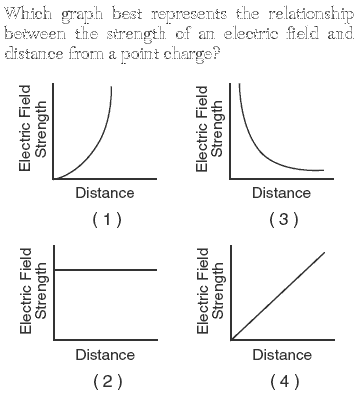 Which graph best represents the relationship
between the strength of an electric field and
distance from a point charge?
Electric Field
Strength
Distance
(1)
Electric Field
Strength
Distance
(3)
Electric Field
Strength
Distance
(2)
Electric Field
Strength
Distance
(4)